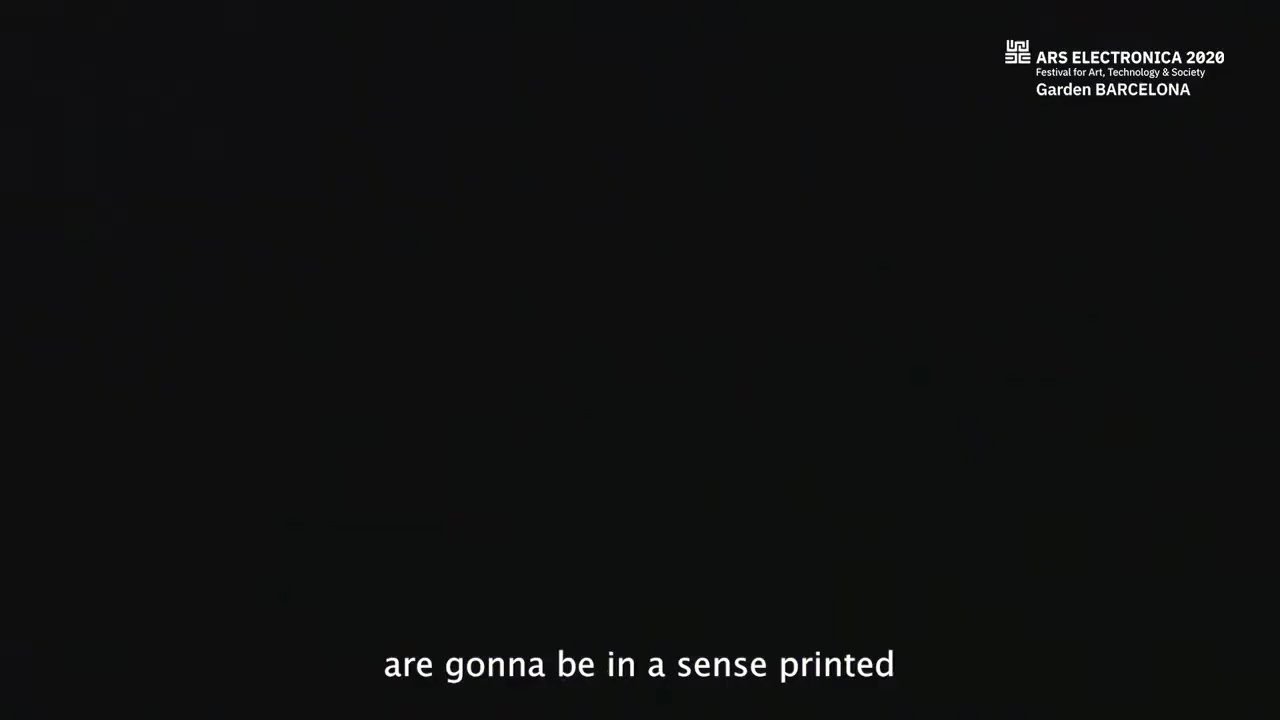 ARS ELECTRONICA 2020
Festival for Art, Technology & Society
Garden BARCELONA
are gonna be in a sense printed